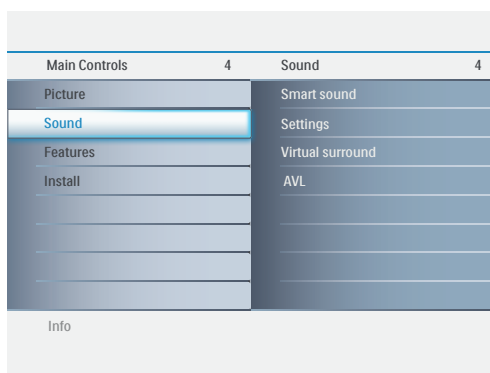 Main Controls 4
Picture
Sound
Features
Install
Info
Sound 4
Smart sound
Settings
Virtual surround
AVL